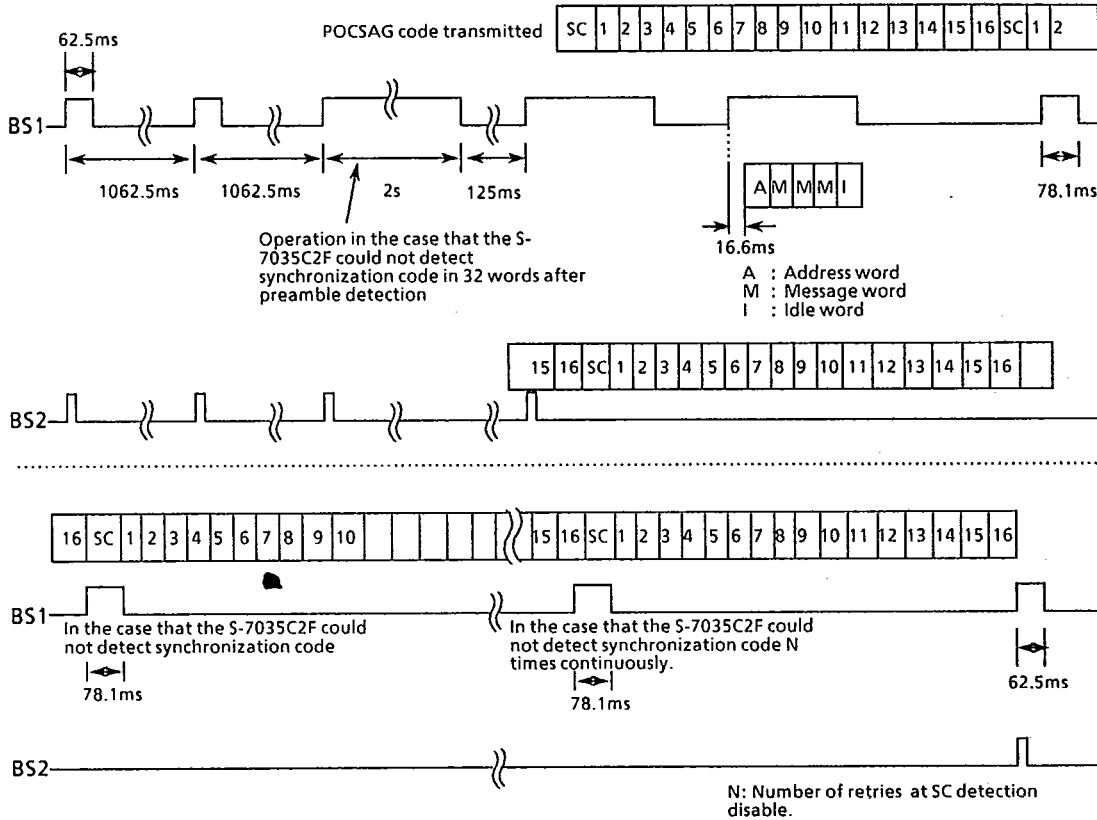 62.5ms
POCSAG code transmitted
SC 1 2 3 4 5 6 7 8 9 10 11 12 13 14 15 16 SC 1 2
BS1
1062.5ms 1062.5ms 2s 125ms
78.1ms
A M M M I
16.6ms
Operation in the case that the S-
7035C2F could not detect
synchronization code in 32 words after
preamble detection
A : Address word
M : Message word
I : Idle word
15 16 SC 1 2 3 4 5 6 7 8 9 10 11 12 13 14 15 16
BS2
16 SC 1 2 3 4 5 6 7 8 9 10 15 16 SC 1 2 3 4 5 6 7 8 9 10 11 12 13 14 15 16
BS1
In the case that the S-7035C2F could
not detect synchronization code
In the case that the S-7035C2F could
not detect synchronization code N
times continuously.
78.1ms
78.1ms
62.5ms
BS2
N: Number of retries at SC detection
disable.